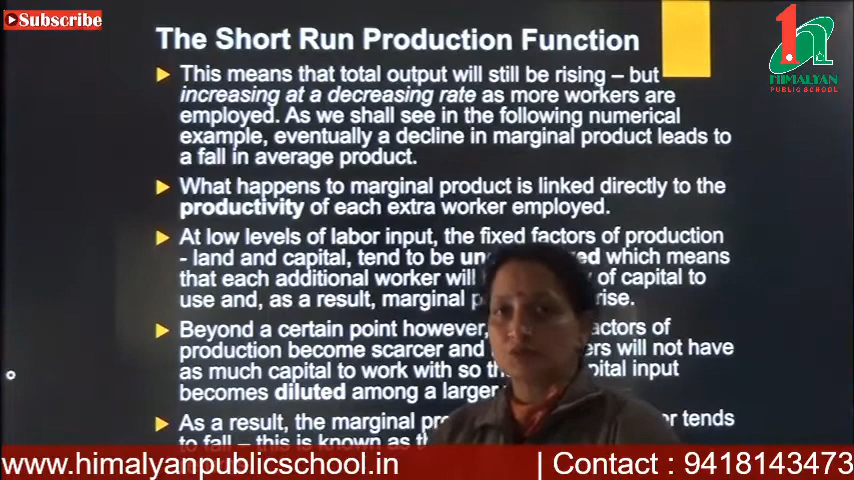 Subscribe
The Short Run Production Function
HIMALYAN
PUBLIC SCHOOL
This means that total output will still be rising – but
increasing at a decreasing rate as more workers are
employed. As we shall see in the following numerical
example, eventually a decline in marginal product leads to
a fall in average product.
What happens to marginal product is linked directly to the
productivity of each extra worker employed.
At low levels of labor input, the fixed factors of production
- land and capital, tend to be which means
that each additional worker will of capital to
use and, as a result, marginal rise.
Beyond a certain point however, factors of
production become scarcer and will not have
as much capital to work with so input
becomes diluted among a larger
As a result, the marginal tends
to fall – this is known as
www.himalyanpublicschool.in | Contact : 9418143473